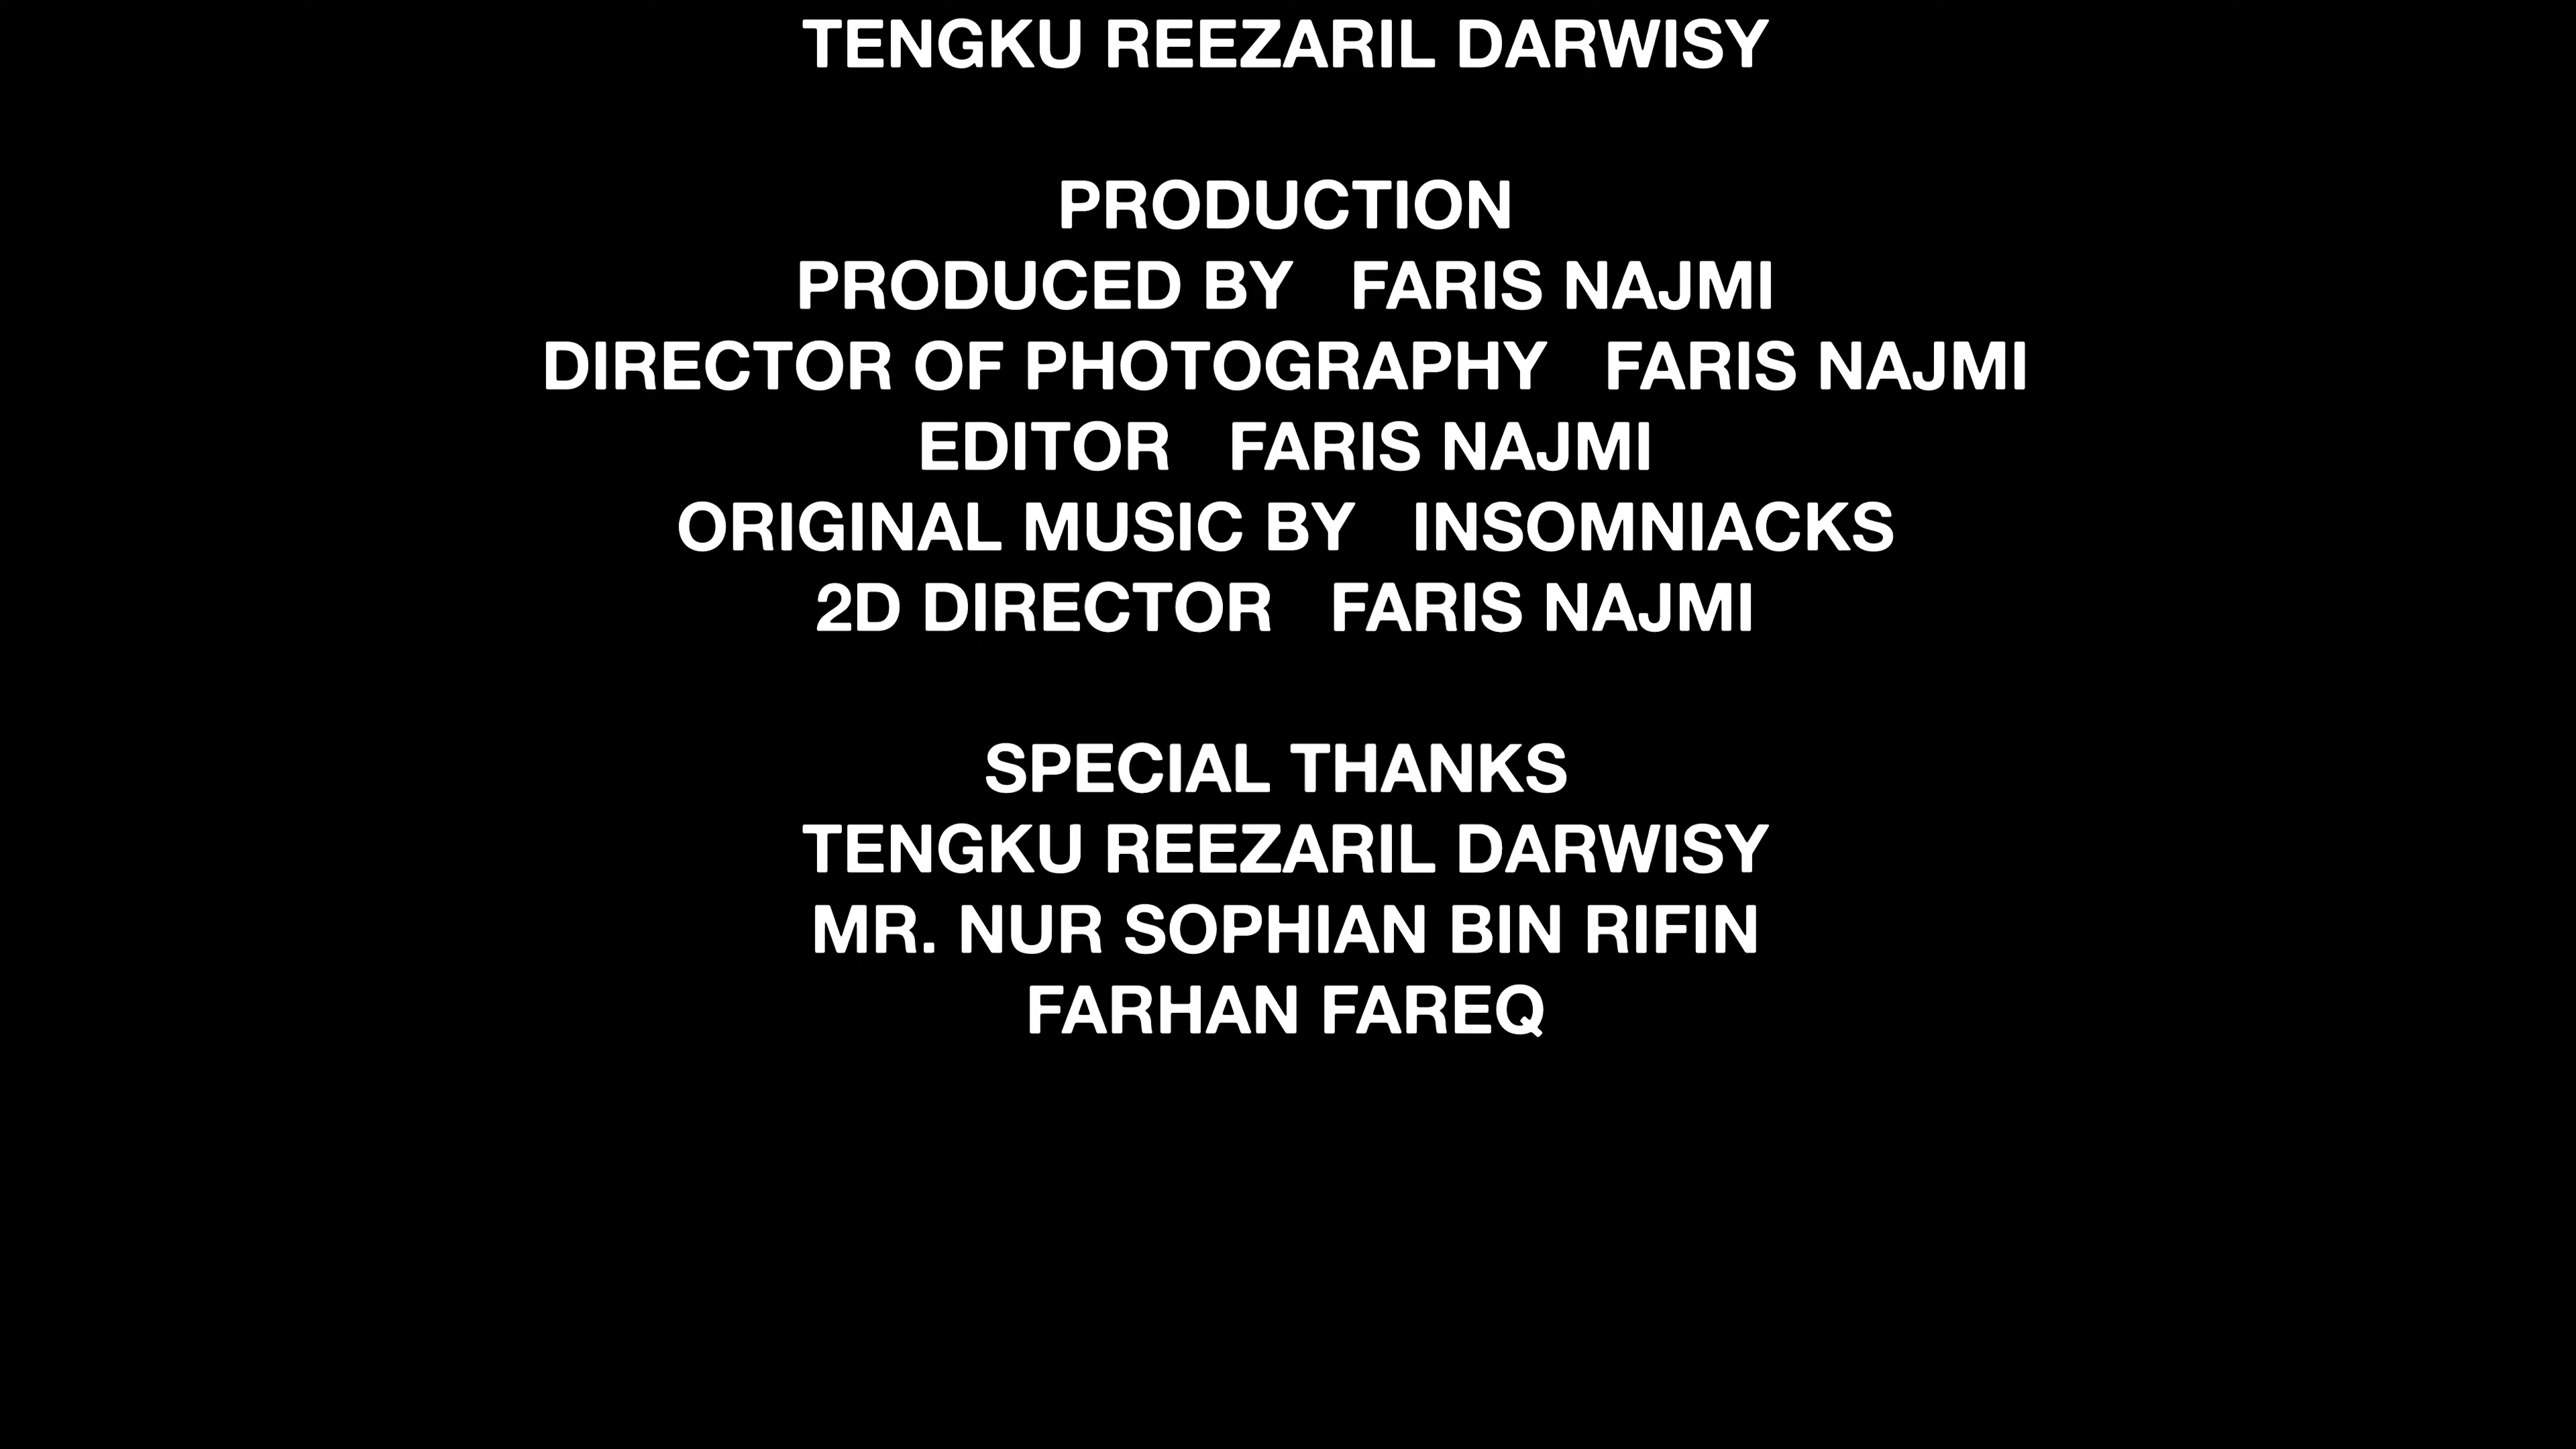 TENGKU REEZARIL DARWISY
PRODUCTION
PRODUCED BY   FARIS NAJMI
DIRECTOR OF PHOTOGRAPHY   FARIS NAJMI
EDITOR   FARIS NAJMI
ORIGINAL MUSIC BY   INSOMNIACKS
2D DIRECTOR   FARIS NAJMI
SPECIAL THANKS
TENGKU REEZARIL DARWISY
MR. NUR SOPHIAN BIN RIFIN
FARHAN FAREQ